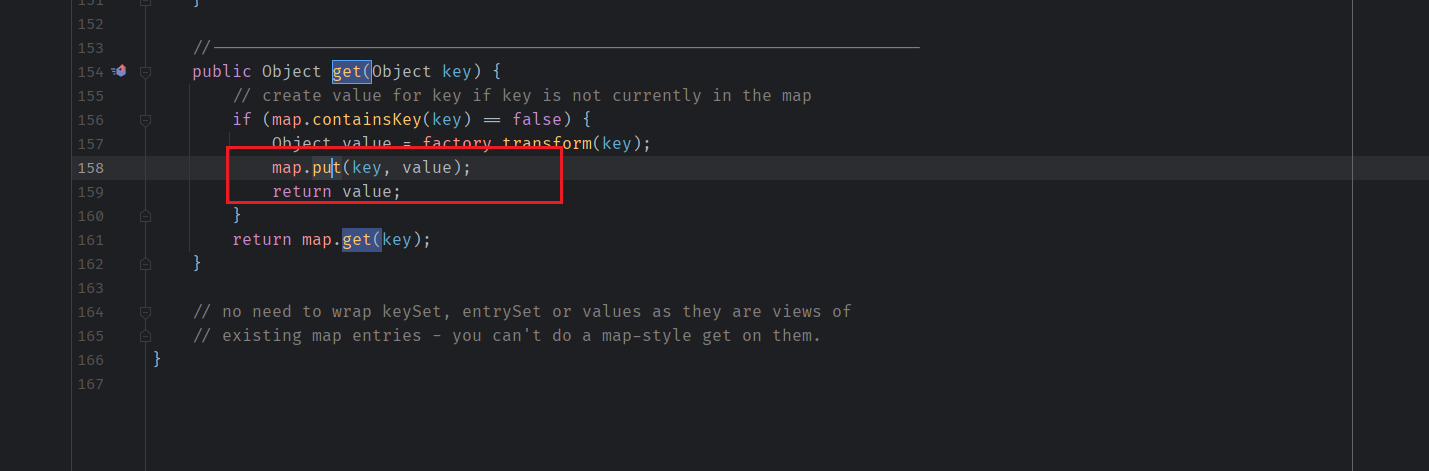 151 }
152
153 //————————————————————————————————————
154 public Object get(Object key) {
155 // create value for key if key is not currently in the map
156 if (map.containsKey(key) == false) {
157 Object value = factory.transform(key);
158 map.put(key, value);
159 return value;
160 }
161 return map.get(key);
162 }
163
164 // no need to wrap keySet, entrySet or values as they are views of
165 // existing map entries - you can't do a map-style get on them.
166 }
167